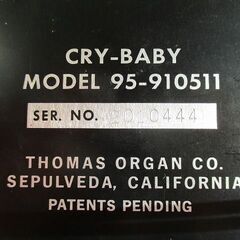 CRY-BABY
MODEL 95-910511
SER. NO.
THOMAS ORGAN CO.
SEPULVEDA, CALIFORNIA
PATENTS PENDING